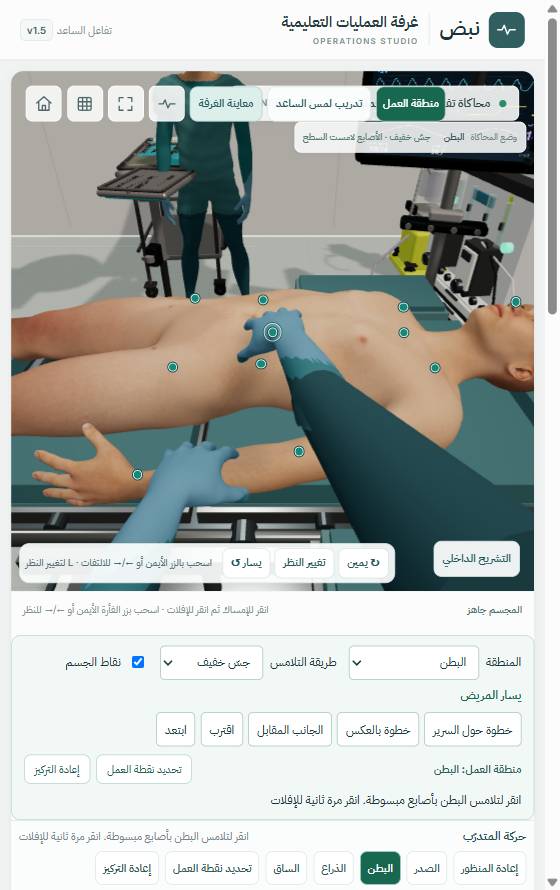 نبض
غرفة العمليات التعليمية
OPERATIONS STUDIO
تفاعل الساعد
v1.5
محاكاة تف
منطقة العمل
تدريب لمس الساعد
معاينة الغرفة
وضع المحاكاة البطن جسّ خفيف · الأصابع لامست السطح
التشريح الداخلي
↻ يمين
تغيير النظر
يسار ↺
اسحب بالزر الأيمن أو ←/→ للالتفات · L لتغيير النظر
المجسم جاهز
انقر للإمساك ثم انقر للإفلات · اسحب بزر الفأرة الأيمن أو ←/→ للنظر
المنطقة البطن طريقة التلامس جسّ خفيف نقاط الجسم
يسار المريض
خطوة حول السرير خطوة بالعكس الجانب المقابل اقترب ابتعد
منطقة العمل: البطن تحديد نقطة العمل إعادة التركيز
انقر لتلامس البطن بأصابع مبسوطة. انقر مرة ثانية للإفلات
حركة المتدرّب انقر لتلامس البطن بأصابع مبسوطة. انقر مرة ثانية للإفلات
إعادة المنظور الصدر البطن الذراع الساق تحديد نقطة العمل إعادة التركيز